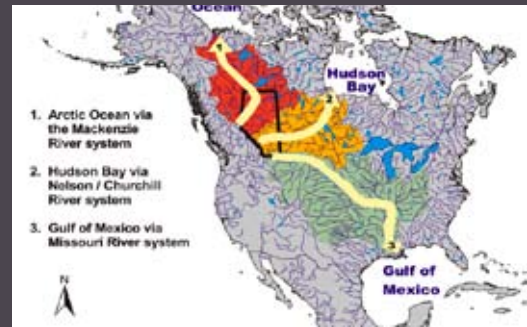 Ocean
1
Hudson
Bay
2
1. Arctic Ocean via
the Mackenzie
River system
2. Hudson Bay via
Nelson / Churchill
River system
3. Gulf of Mexico via
Missouri River system
3
N
Gulf of
Mexico